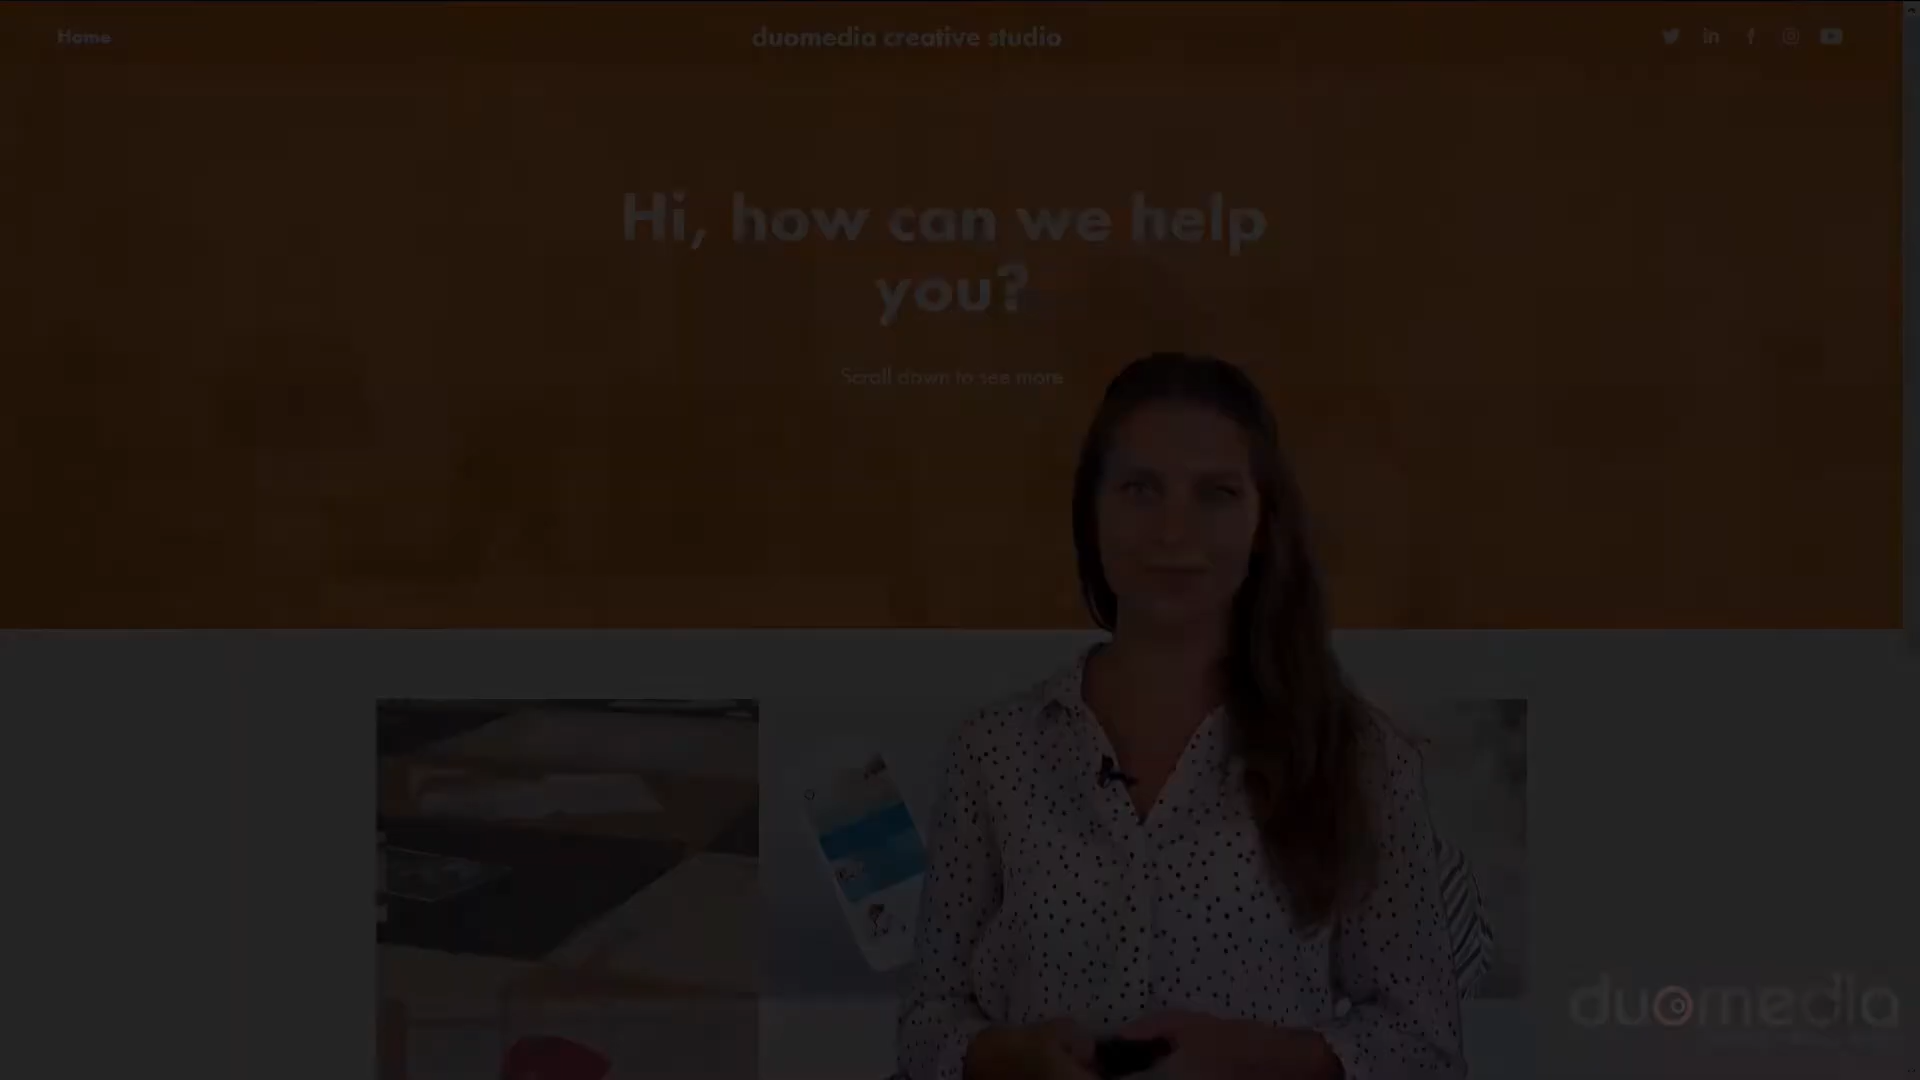 Home
duomedia creative studio
Hi, how can we help
you?
Scroll down to see more
duomedia